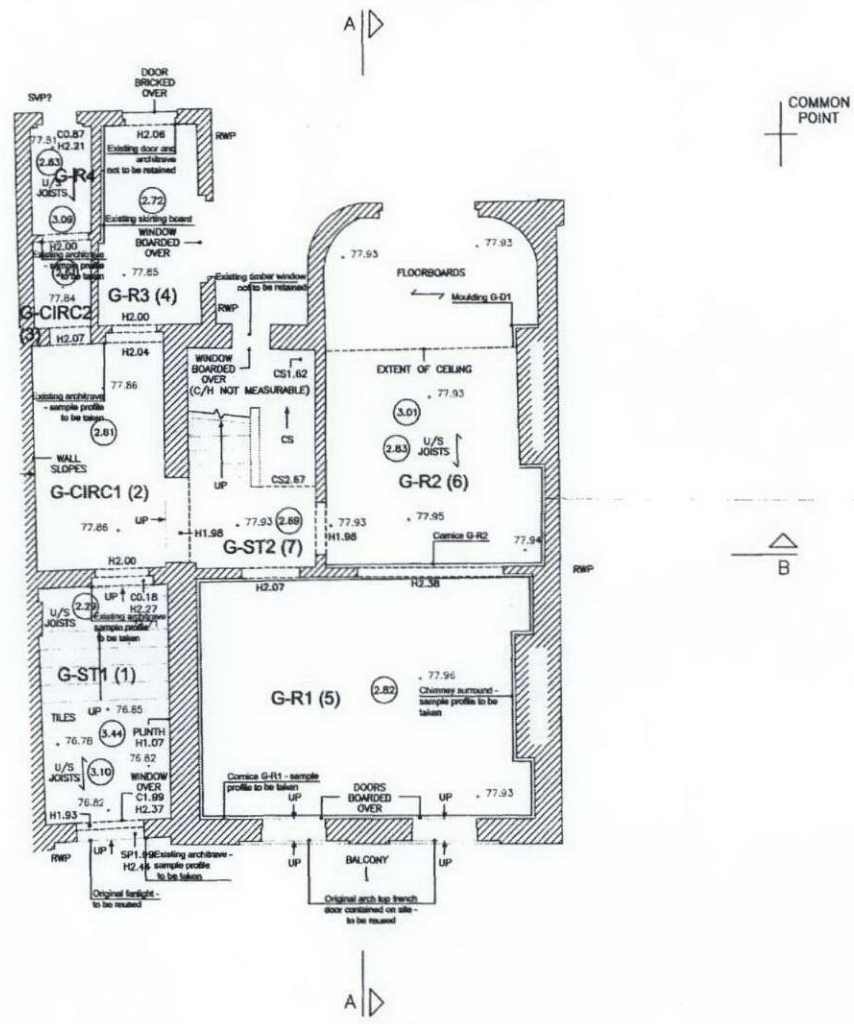 A
COMMON
POINT
DOOR
BRICKED
OVER
SVP?
RWP
C0.87
H2.21
77.31
2.83
U/S
JOISTS
G-R4
3.09
H2.00
H2.06
Existing door and
architrave
not to be retained
2.72
Existing skirting board
WINDOW
BOARDED
OVER
77.85
G-R3 (4)
H2.00
Existing architrave
- sample profile
to be taken
77.84
G-CIRC2
(3)
H2.07
H2.04
Existing timber window
not to be retained
RWP
WINDOW
BOARDED
OVER
(C/H NOT MEASURABLE)
CS1.62
CS
CS2.67
UP
77.93
77.93
FLOORBOARDS
Moulding G-D1
EXTENT OF CEILING
77.93
3.01
2.83
U/S
JOISTS
G-R2 (6)
77.95
77.94
Cornice G-R2
77.86
Existing architrave
- sample profile
to be taken
2.81
WALL
SLOPES
G-CIRC1 (2)
77.86
UP
H1.98
77.93
2.69
G-ST2 (7)
77.93
H1.98
H2.00
H2.07
H2.38
RWP
B
UP
C0.18
H2.27
2.29
U/S
JOISTS
Existing architrave
sample profile
to be taken
G-ST1 (1)
UP
76.85
TILES
3.44
PLINTH
H1.07
76.78
76.82
U/S
JOISTS
3.10
WINDOW
OVER
C1.99
H2.37
76.82
H1.93
G-R1 (5)
77.96
2.82
Chimney surround -
sample profile to be
taken
77.93
Cornice G-R1 - sample
profile to be taken
UP
DOORS
BOARDED
OVER
UP
RWP
UP
SP1.99
H2.44
Existing architrave -
sample profile
to be taken
Original fanlight -
to be reused
UP
BALCONY
UP
Original arch top french
door contained on site -
to be reused
A